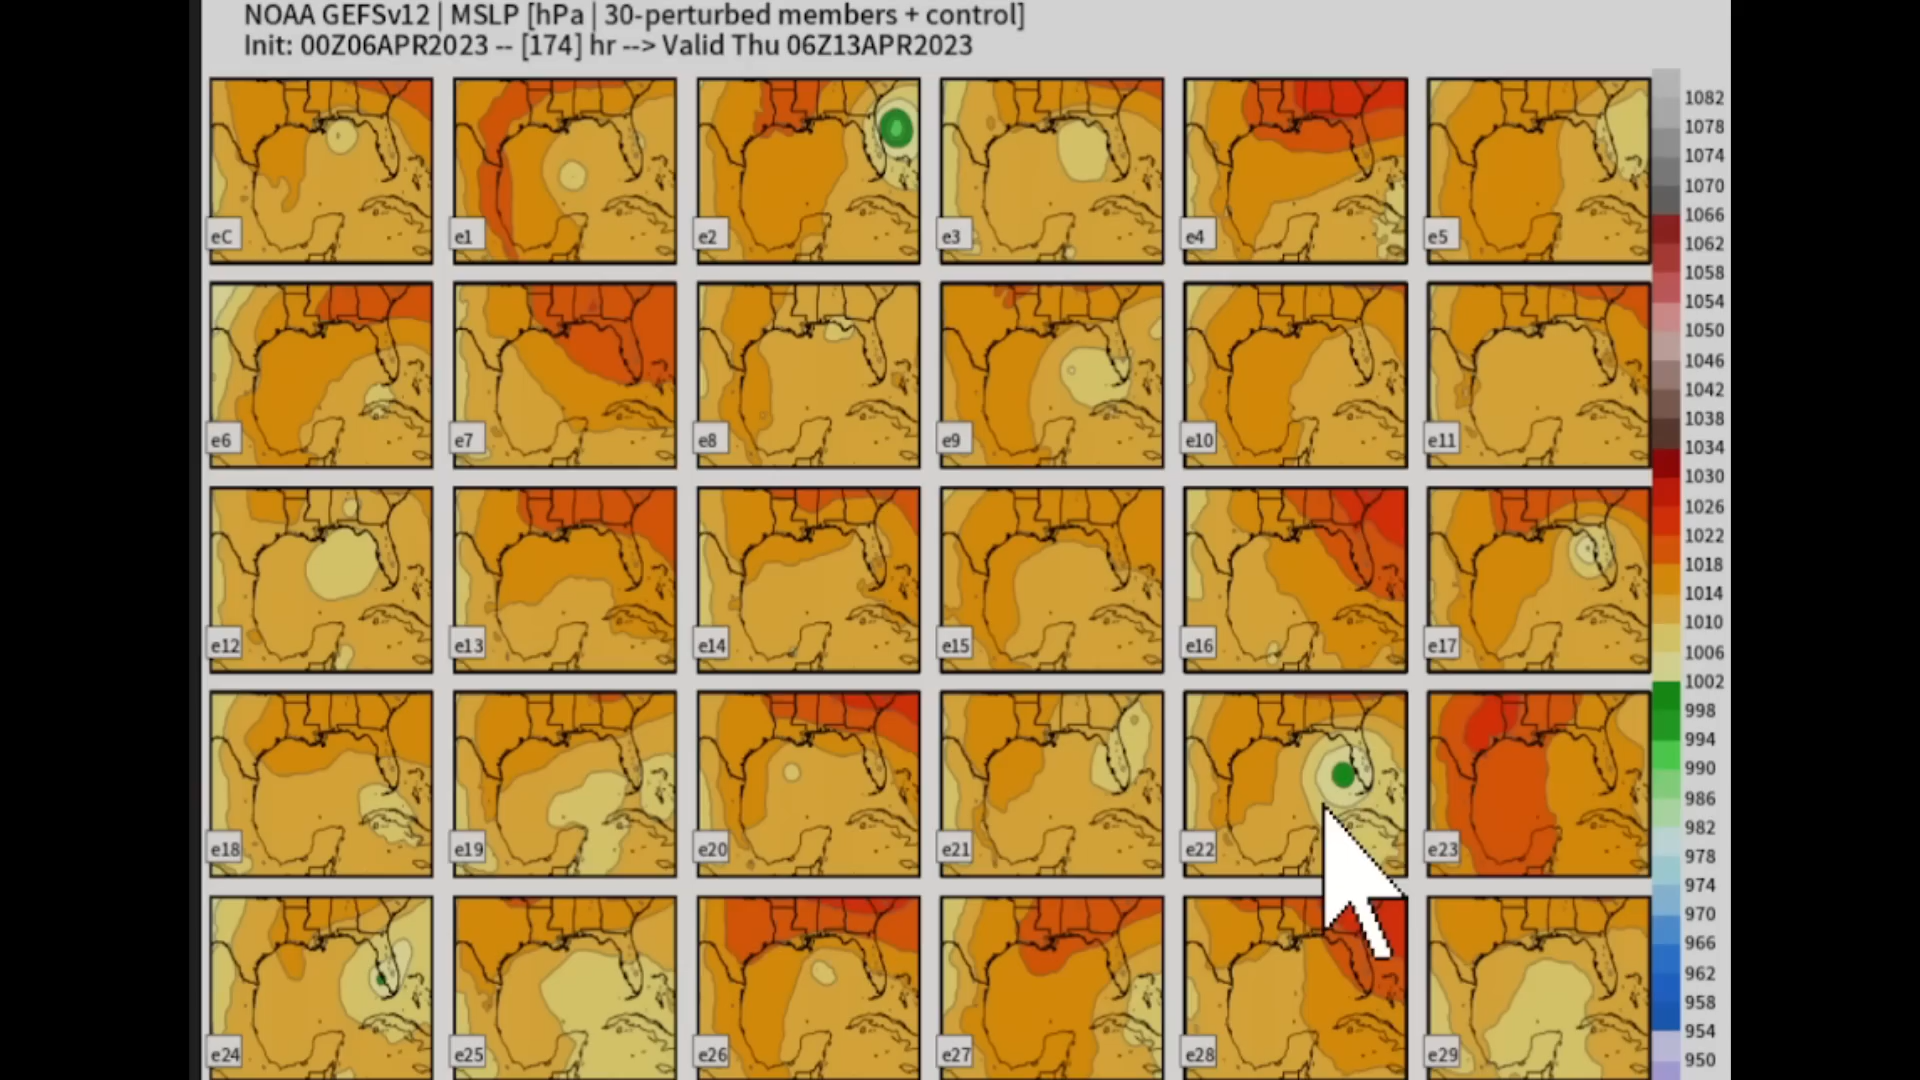 NOAA GEFSv12 | MSLP [hPa | 30-perturbed members + control]
Init: 00Z06APR2023 -- [174] hr --> Valid Thu 06Z13APR2023
eC
e1
e2
e3
e4
e5
e6
e7
e8
e9
e10
e11
e12
e13
e14
e15
e16
e17
e18
e19
e20
e21
e22
e23
e24
e25
e26
e27
e28
e29
1082
1078
1074
1070
1066
1062
1058
1054
1050
1046
1042
1038
1034
1030
1026
1022
1018
1014
1010
1006
1002
998
994
990
986
982
978
974
970
966
962
958
954
950